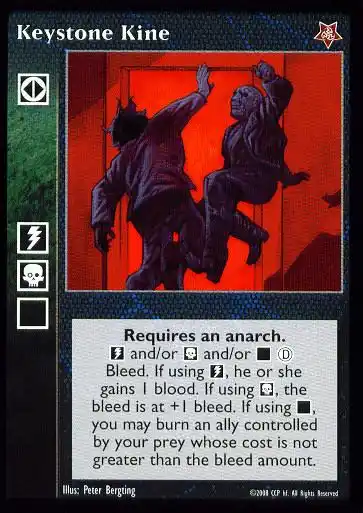 Keystone Kine
Requires an anarch.
and/or and/or D
Bleed. If using , he or she
gains 1 blood. If using , the
bleed is at +1 bleed. If using ,
you may burn an ally controlled
by your prey whose cost is not
greater than the bleed amount.
Illus: Peter Bergting
©2008 CCP hf. All Rights Reserved